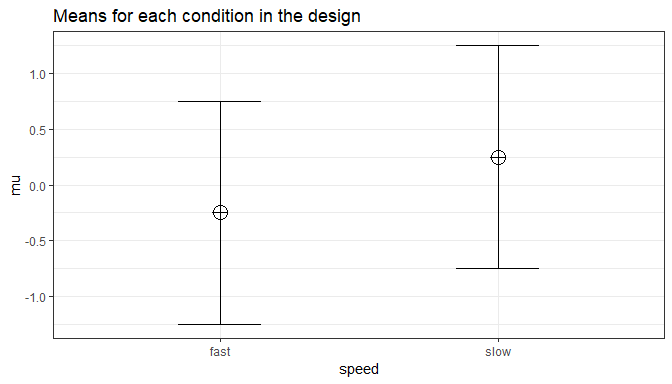 Means for each condition in the design
mu
1.0
0.5
0.0
-0.5
-1.0
fast
slow
speed